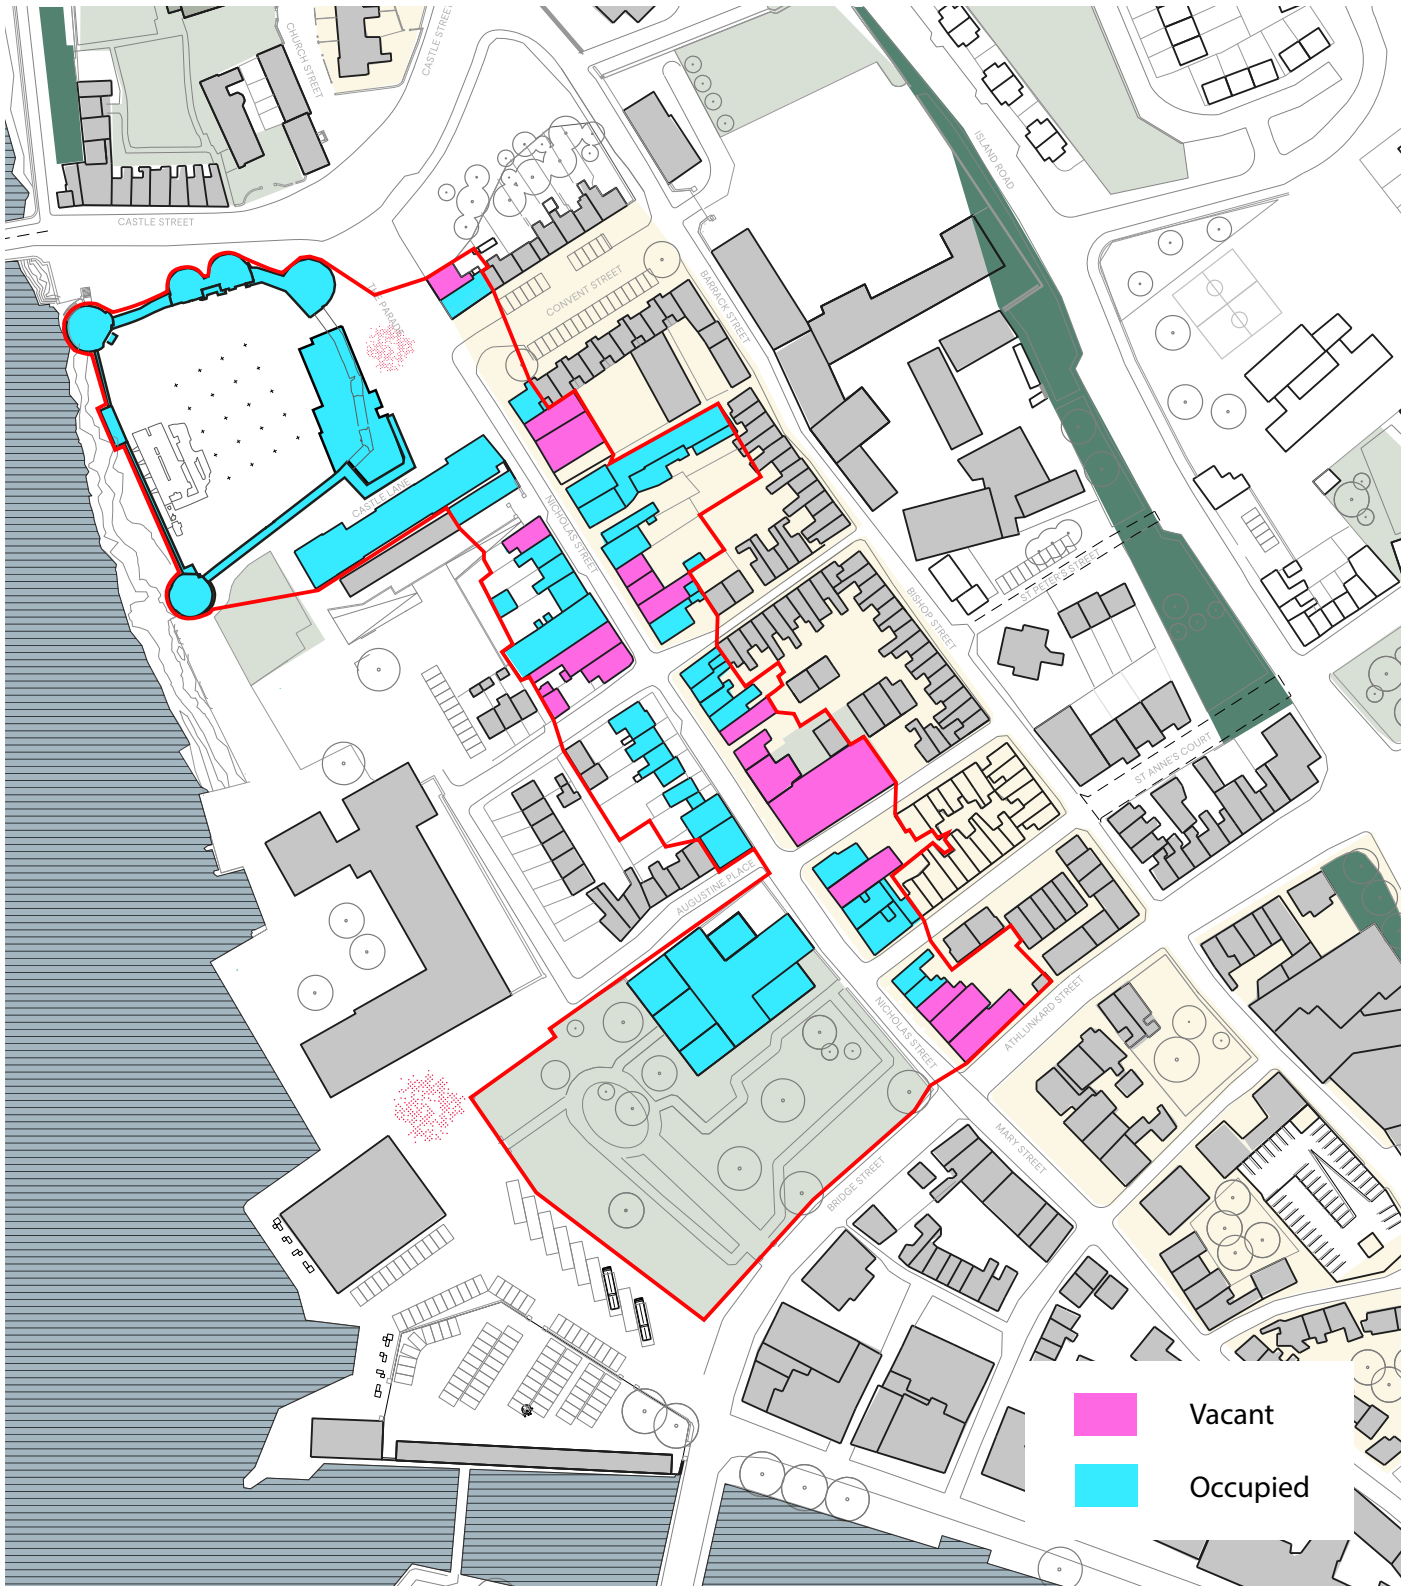 CHURCH STREET
CASTLE STREET
CASTLE STREET
ISLAND ROAD
THE PARADE
CONVENT STREET
BARRACK STREET
CASTLE LANE
NICHOLAS STREET
ST PETER'S STREET
BISHOP STREET
ST ANNE'S COURT
AUGUSTINE PLACE
NICHOLAS STREET
ATHLUNKARD STREET
MARY STREET
BRIDGE STREET
Vacant
Occupied